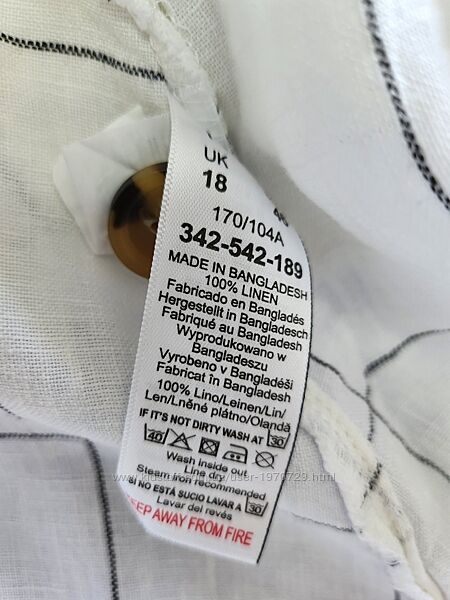 UK
18
170/104A
342-542-189
MADE IN BANGLADESH
100% LINEN
Fabricado en Bangladés
Hergestellt in Bangladesch
Fabriqué au Bangladesh
Wyprodukowano w
Bangladeszu
Vyrobeno v Bangladéši
Fabricat în Bangladesh
100% Lino/Leinen/Lin/
Len/Lněné plátno/Olandă
IF IT'S NOT DIRTY WASH AT 30
40
Wash inside out
Line dry
Steam iron recommended
SI NO ESTÁ SUCIO LAVAR A 30
Lavar del revés
KEEP AWAY FROM FIRE